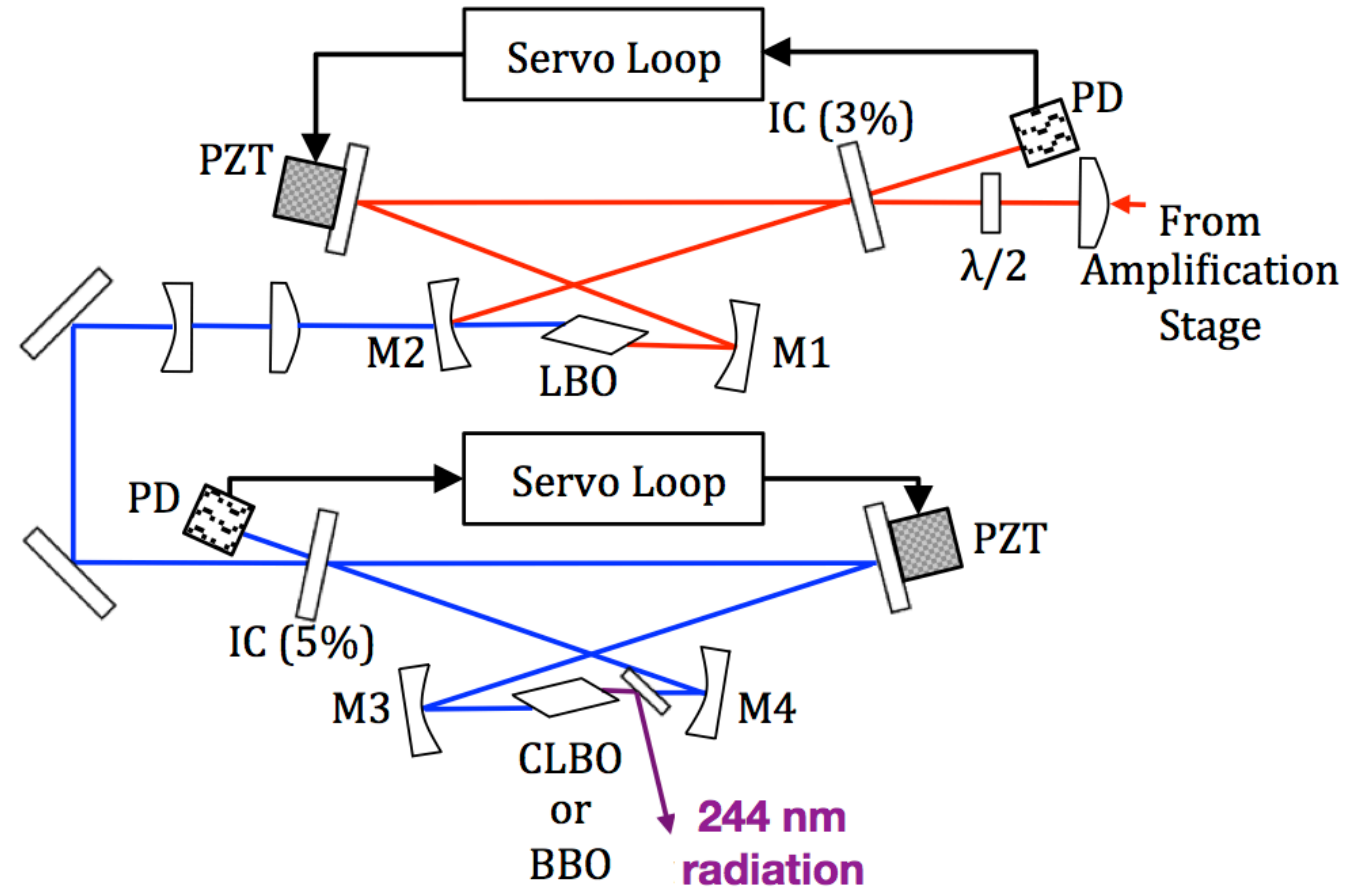 Servo Loop
PD
IC (3%)
PZT
λ/2
From
Amplification
Stage
M2
LBO
M1
Servo Loop
PD
PZT
IC (5%)
M3
M4
CLBO
or
BBO
244 nm
radiation